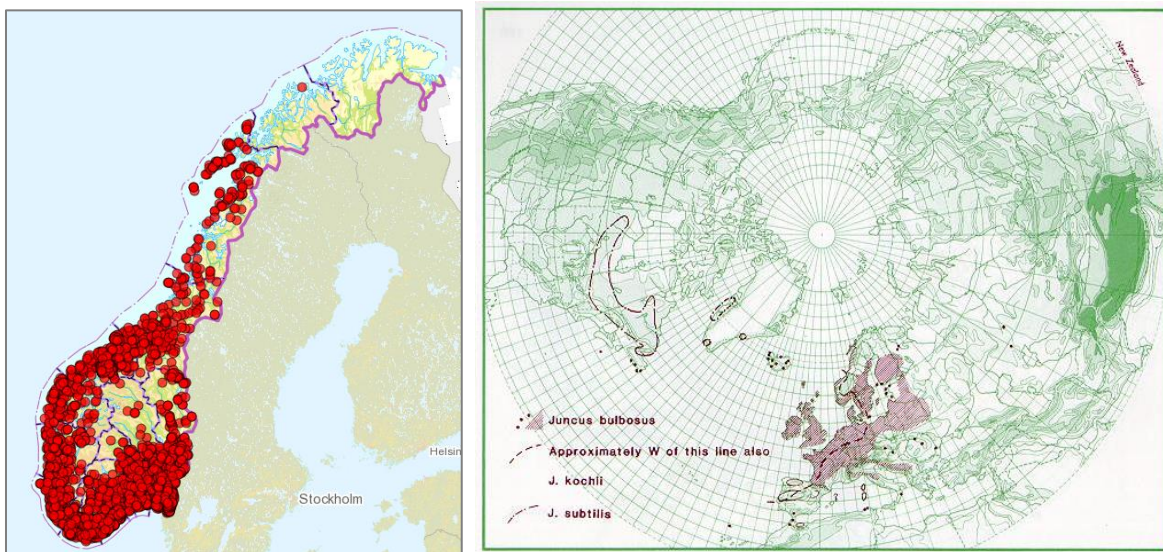 Helsin
Stockholm
New Zealand
Juncus bulbosus
Approximately W of this line also
J. kochii
J. subtilis